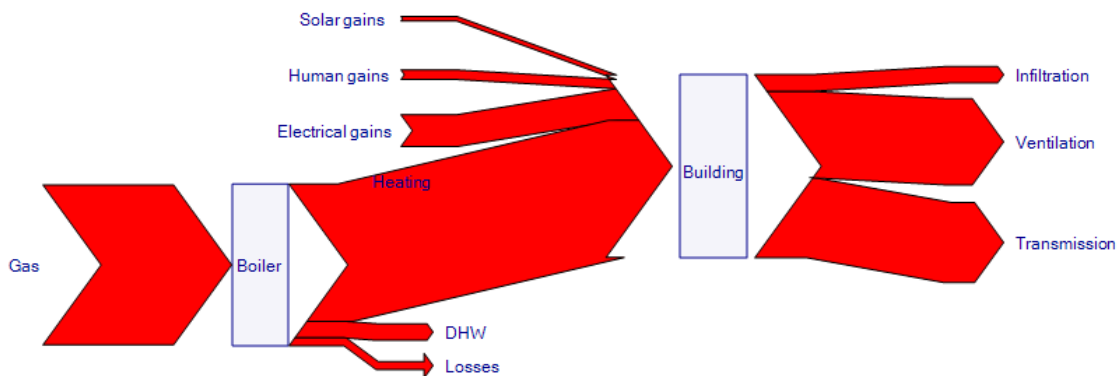 Solar gains
Human gains
Electrical gains
Heating
Gas
Boiler
DHW
Losses
Building
Infiltration
Ventilation
Transmission